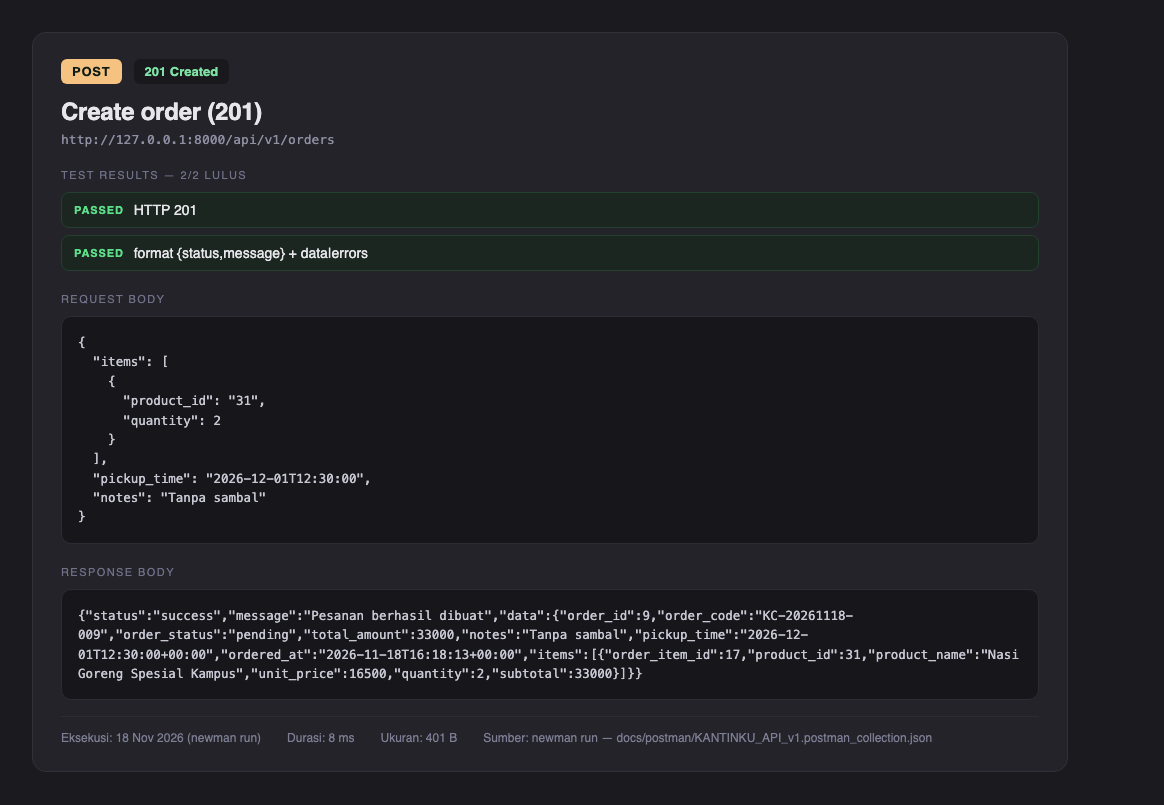 POST 201 Created
Create order (201)
http://127.0.0.1:8000/api/v1/orders
TEST RESULTS — 2/2 LULUS
PASSED HTTP 201
PASSED format {status,message} + data|errors
REQUEST BODY
{
  "items": [
    {
      "product_id": "31",
      "quantity": 2
    }
  ],
  "pickup_time": "2026-12-01T12:30:00",
  "notes": "Tanpa sambal"
}
RESPONSE BODY
{"status":"success","message":"Pesanan berhasil dibuat","data":{"order_id":9,"order_code":"KC-20261118-
009","order_status":"pending","total_amount":33000,"notes":"Tanpa sambal","pickup_time":"2026-12-
01T12:30:00+00:00","ordered_at":"2026-11-18T16:18:13+00:00","items":[{"order_item_id":17,"product_id":31,"product_name":"Nasi
Goreng Spesial Kampus","unit_price":16500,"quantity":2,"subtotal":33000}]}}
Eksekusi: 18 Nov 2026 (newman run) Durasi: 8 ms Ukuran: 401 B Sumber: newman run — docs/postman/KANTINKU_API_v1.postman_collection.json